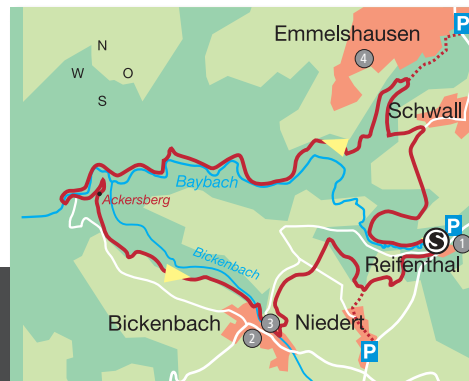 P
Emmelshausen
4
N
W O
S
Schwall
Baybach
Ackersberg
P
S
1
Reifenthal
Bickenbach
Bickenbach
3
Niedert
2
P